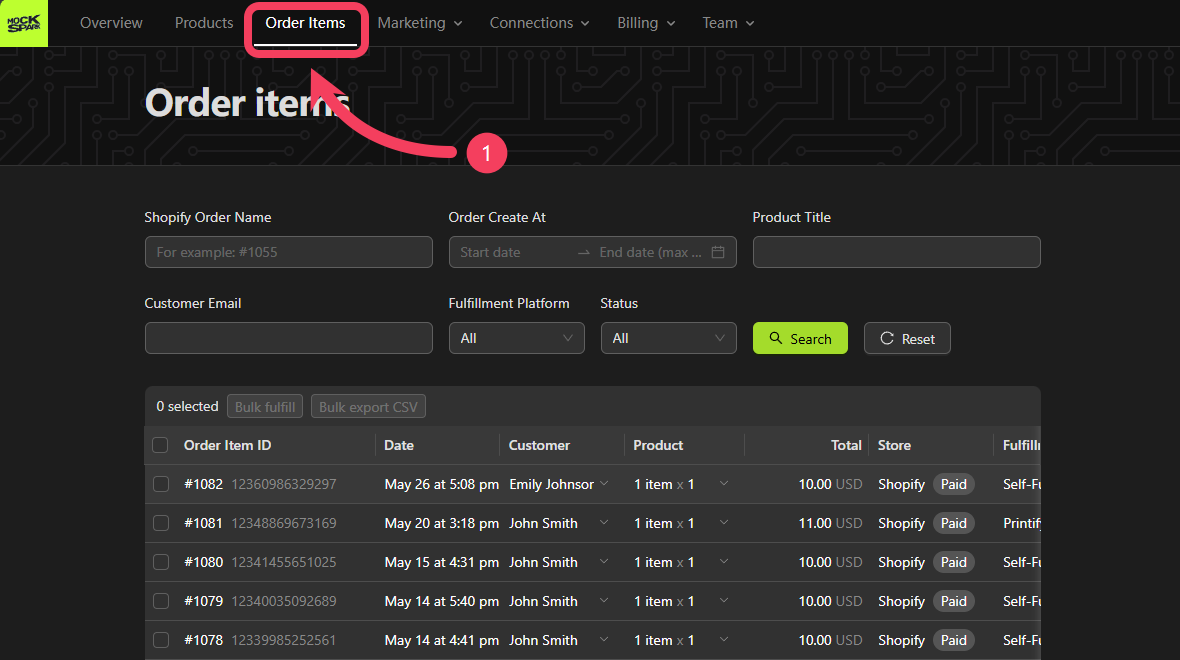 MOCK SPARK Overview Products Order Items Marketing Connections Billing Team
Order items
1
Shopify Order Name Order Create At Product Title
For example: #1055 Start date → End date (max ...
Customer Email Fulfillment Platform Status
All All Search Reset
0 selected Bulk fulfill Bulk export CSV
Order Item ID Date Customer Product Total Store Fulfilln
#1082 12360986329297 May 26 at 5:08 pm Emily Johnsor 1 item x 1 10.00 USD Shopify Paid Self-Fu
#1081 12348869673169 May 20 at 3:18 pm John Smith 1 item x 1 11.00 USD Shopify Paid Printify
#1080 12341455651025 May 15 at 4:31 pm John Smith 1 item x 1 10.00 USD Shopify Paid Self-Fu
#1079 12340035092689 May 14 at 5:40 pm John Smith 1 item x 1 10.00 USD Shopify Paid Self-Fu
#1078 12339985252561 May 14 at 4:41 pm John Smith 1 item x 1 10.00 USD Shopify Paid Self-Fu